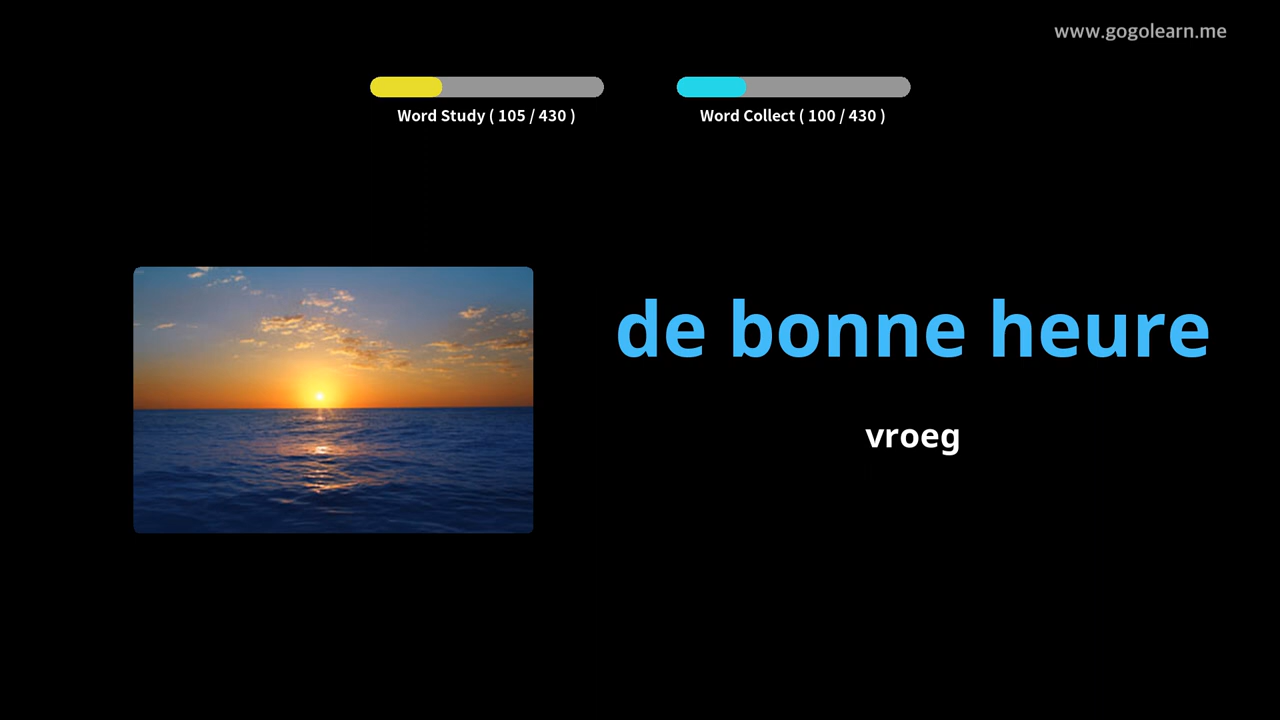 www.gogolearn.me
Word Study ( 105 / 430 )
Word Collect ( 100 / 430 )
de bonne heure
vroeg